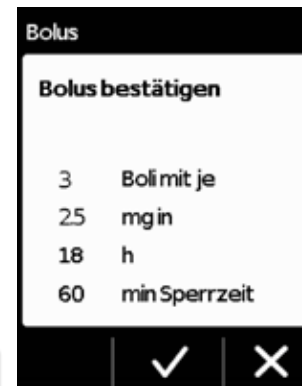 Bolus
Bolus bestätigen
3 Boli mit je
25 mg in
18 h
60 min Sperrzeit